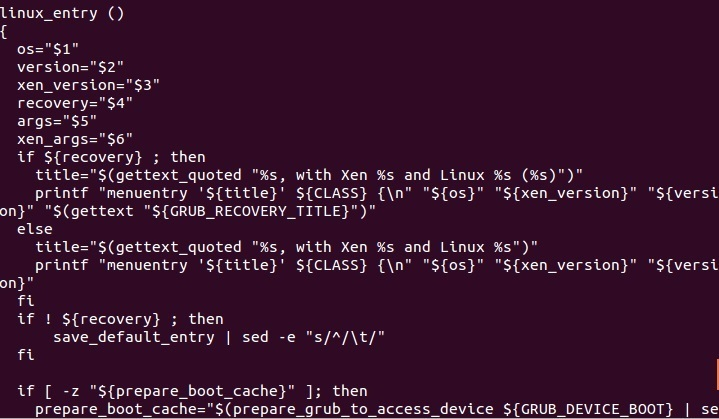 linux_entry ()
{
  os="$1"
  version="$2"
  xen_version="$3"
  recovery="$4"
  args="$5"
  xen_args="$6"
  if ${recovery} ; then
    title="$(gettext_quoted "%s, with Xen %s and Linux %s (%s)")"
    printf "menuentry '${title}' ${CLASS} {\n" "${os}" "${xen_version}" "${versi
on}" "$(gettext "${GRUB_RECOVERY_TITLE}")"
  else
    title="$(gettext_quoted "%s, with Xen %s and Linux %s")"
    printf "menuentry '${title}' ${CLASS} {\n" "${os}" "${xen_version}" "${versi
on}"
  fi
  if ! ${recovery} ; then
      save_default_entry | sed -e "s/^/\t/"
  fi

  if [ -z "${prepare_boot_cache}" ]; then
    prepare_boot_cache="$(prepare_grub_to_access_device ${GRUB_DEVICE_BOOT} | se